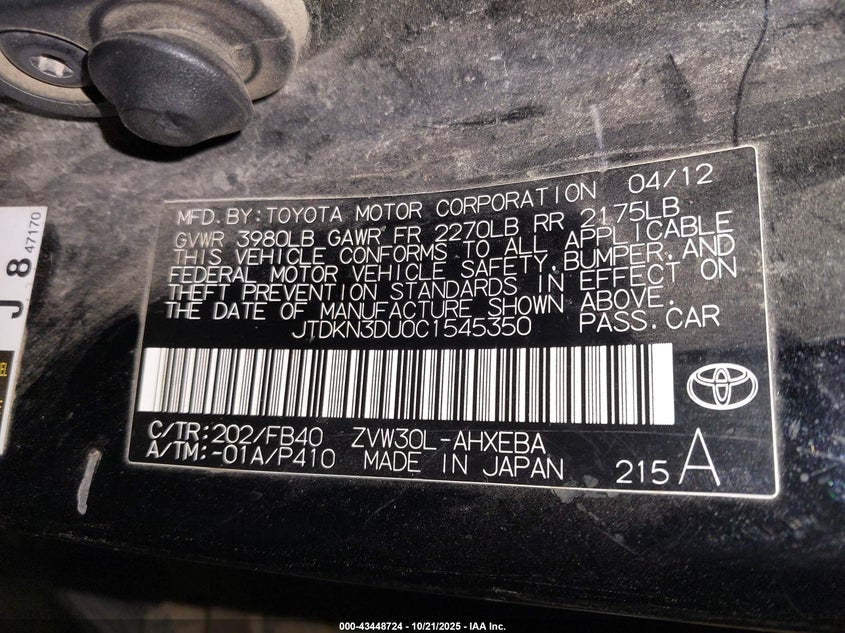 MFD. BY: TOYOTA MOTOR CORPORATION 04/12
GVWR 3980LB GAWR FR 2270LB RR 2175LB
THIS VEHICLE CONFORMS TO ALL APPLICABLE
FEDERAL MOTOR VEHICLE SAFETY, BUMPER, AND
THEFT PREVENTION STANDARDS IN EFFECT ON
THE DATE OF MANUFACTURE SHOWN ABOVE.
JTDKN3DU0C1545350 PASS. CAR
C/TR: 202/FB40 ZVW30L-AHXEBA
A/TM: -01A/P410 MADE IN JAPAN 215 A
J 8 47170
000-43448724 - 10/21/2025 - IAA Inc.